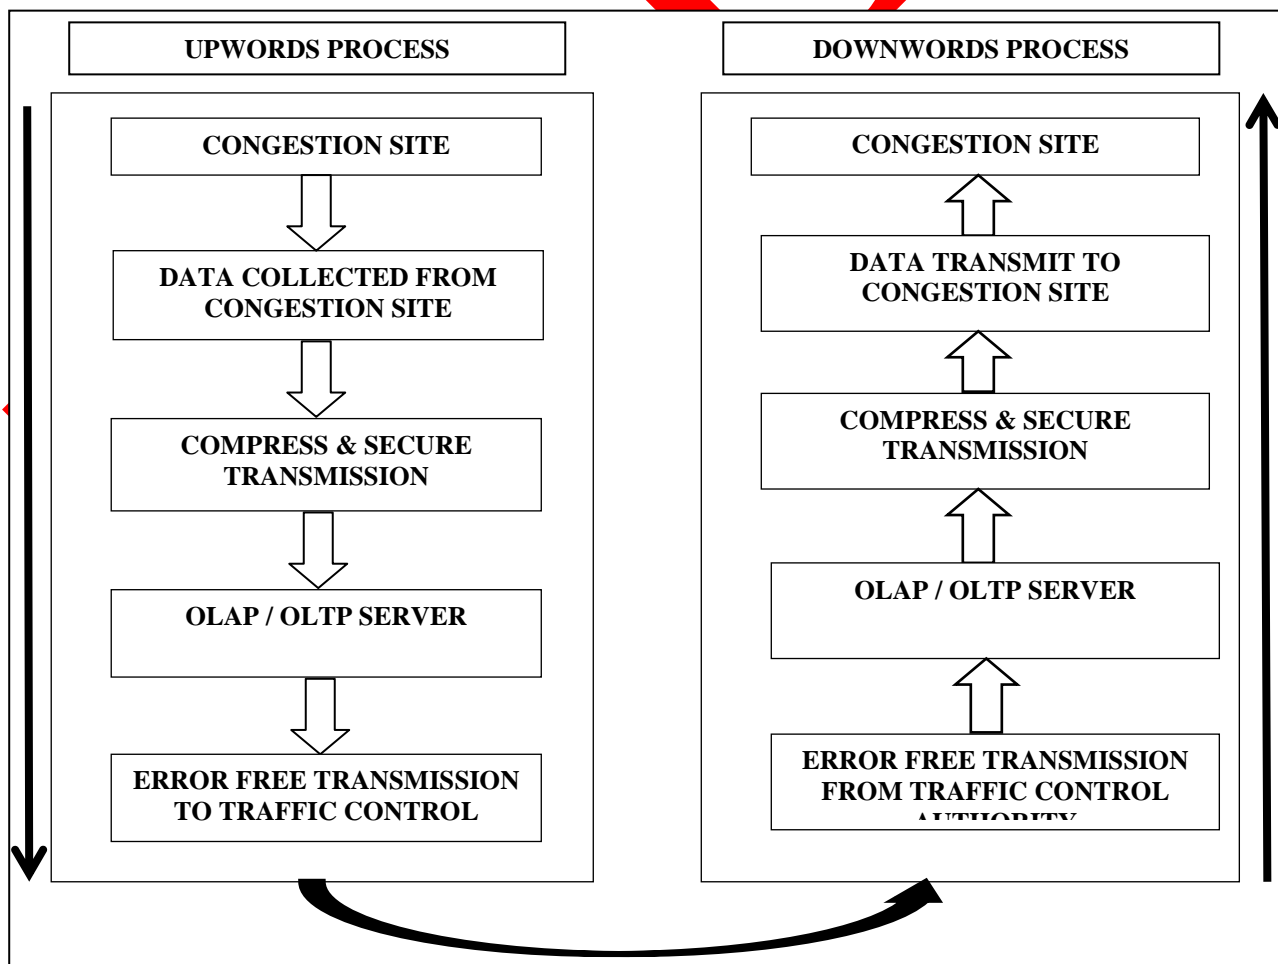 UPWORDS PROCESS
CONGESTION SITE
DATA COLLECTED FROM
CONGESTION SITE
COMPRESS & SECURE
TRANSMISSION
OLAP / OLTP SERVER
ERROR FREE TRANSMISSION
TO TRAFFIC CONTROL
DOWNWORDS PROCESS
CONGESTION SITE
DATA TRANSMIT TO
CONGESTION SITE
COMPRESS & SECURE
TRANSMISSION
OLAP / OLTP SERVER
ERROR FREE TRANSMISSION
FROM TRAFFIC CONTROL
AUTHORITY